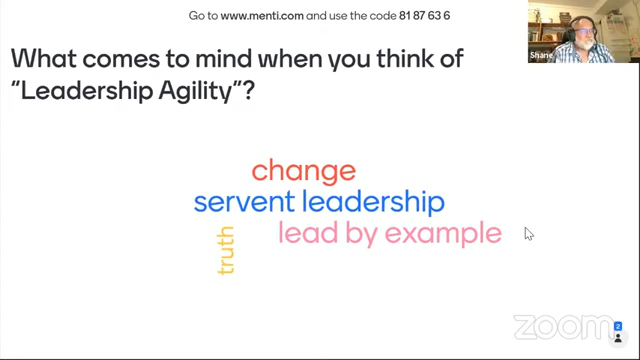 Go to www.menti.com and use the code 81 87 63 6
What comes to mind when you think of
“Leadership Agility”?
Shane
change
servent leadership
lead by example
truth
zoom
2